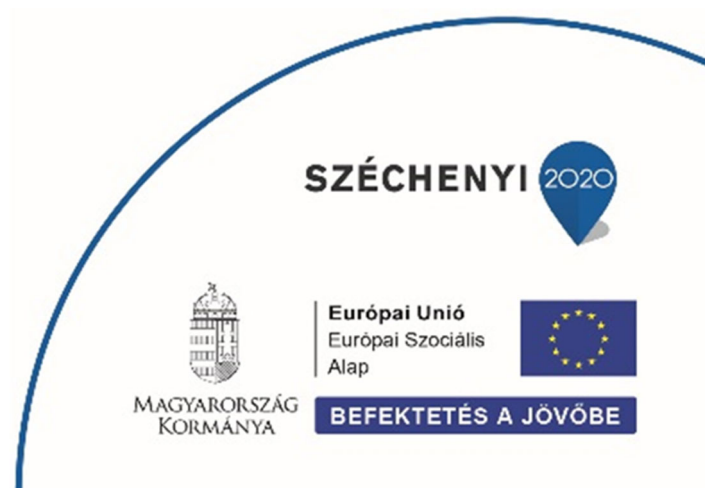 SZÉCHENYI 2020
Európai Unió
Európai Szociális
Alap
MAGYARORSZÁG
KORMÁNYA
BEFEKTETÉS A JÖVŐBE